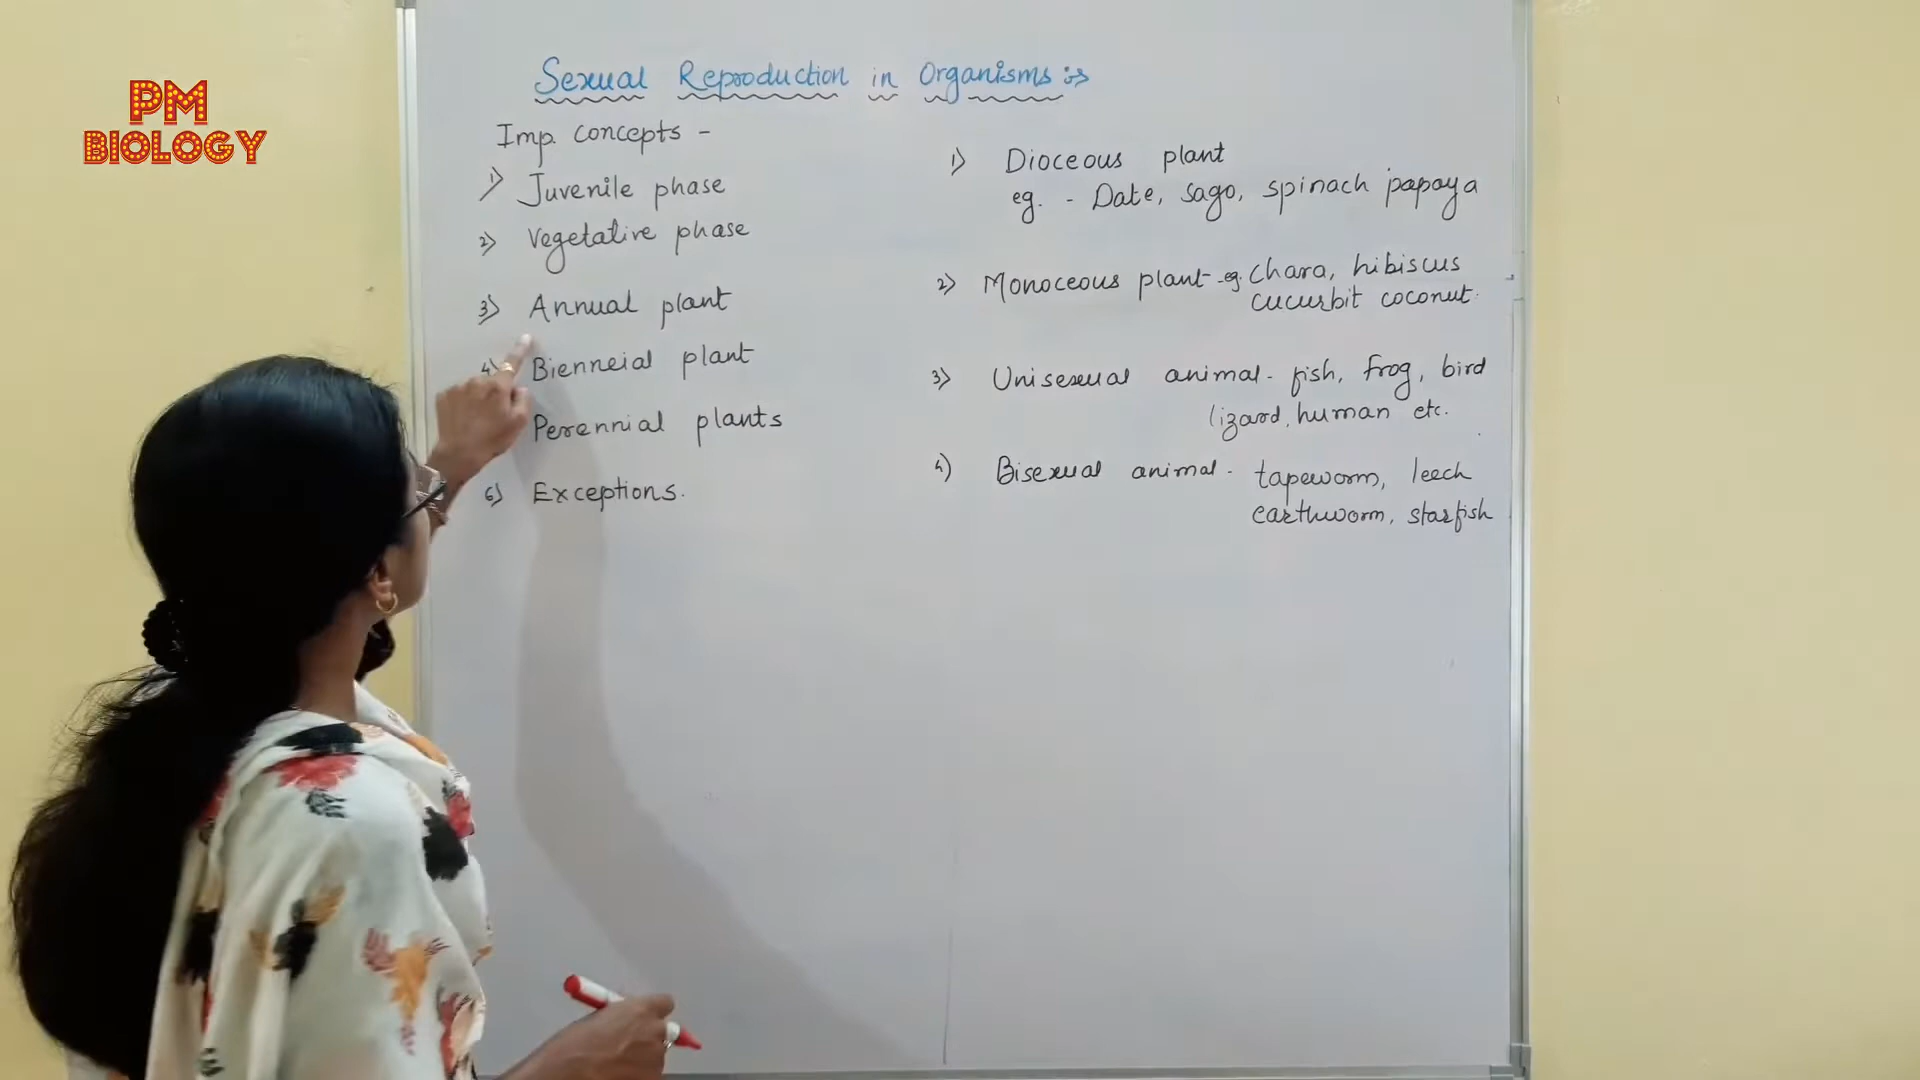 PM
BIOLOGY
Sexual Reproduction in Organisms :-
Imp. concepts -
1) Juvenile phase
2) Vegetative phase
3) Annual plant
4) Bienneial plant
Perennial plants
6) Exceptions.
1) Dioceous plant
eg. - Date, sago, spinach papaya
2) Monoceous plant - eg. chara, hibiscus
cucurbit coconut.
3) Unisexual animal - fish, frog, bird
lizard, human etc.
4) Bisexual animal - tapeworm, leech
earthworm, starfish